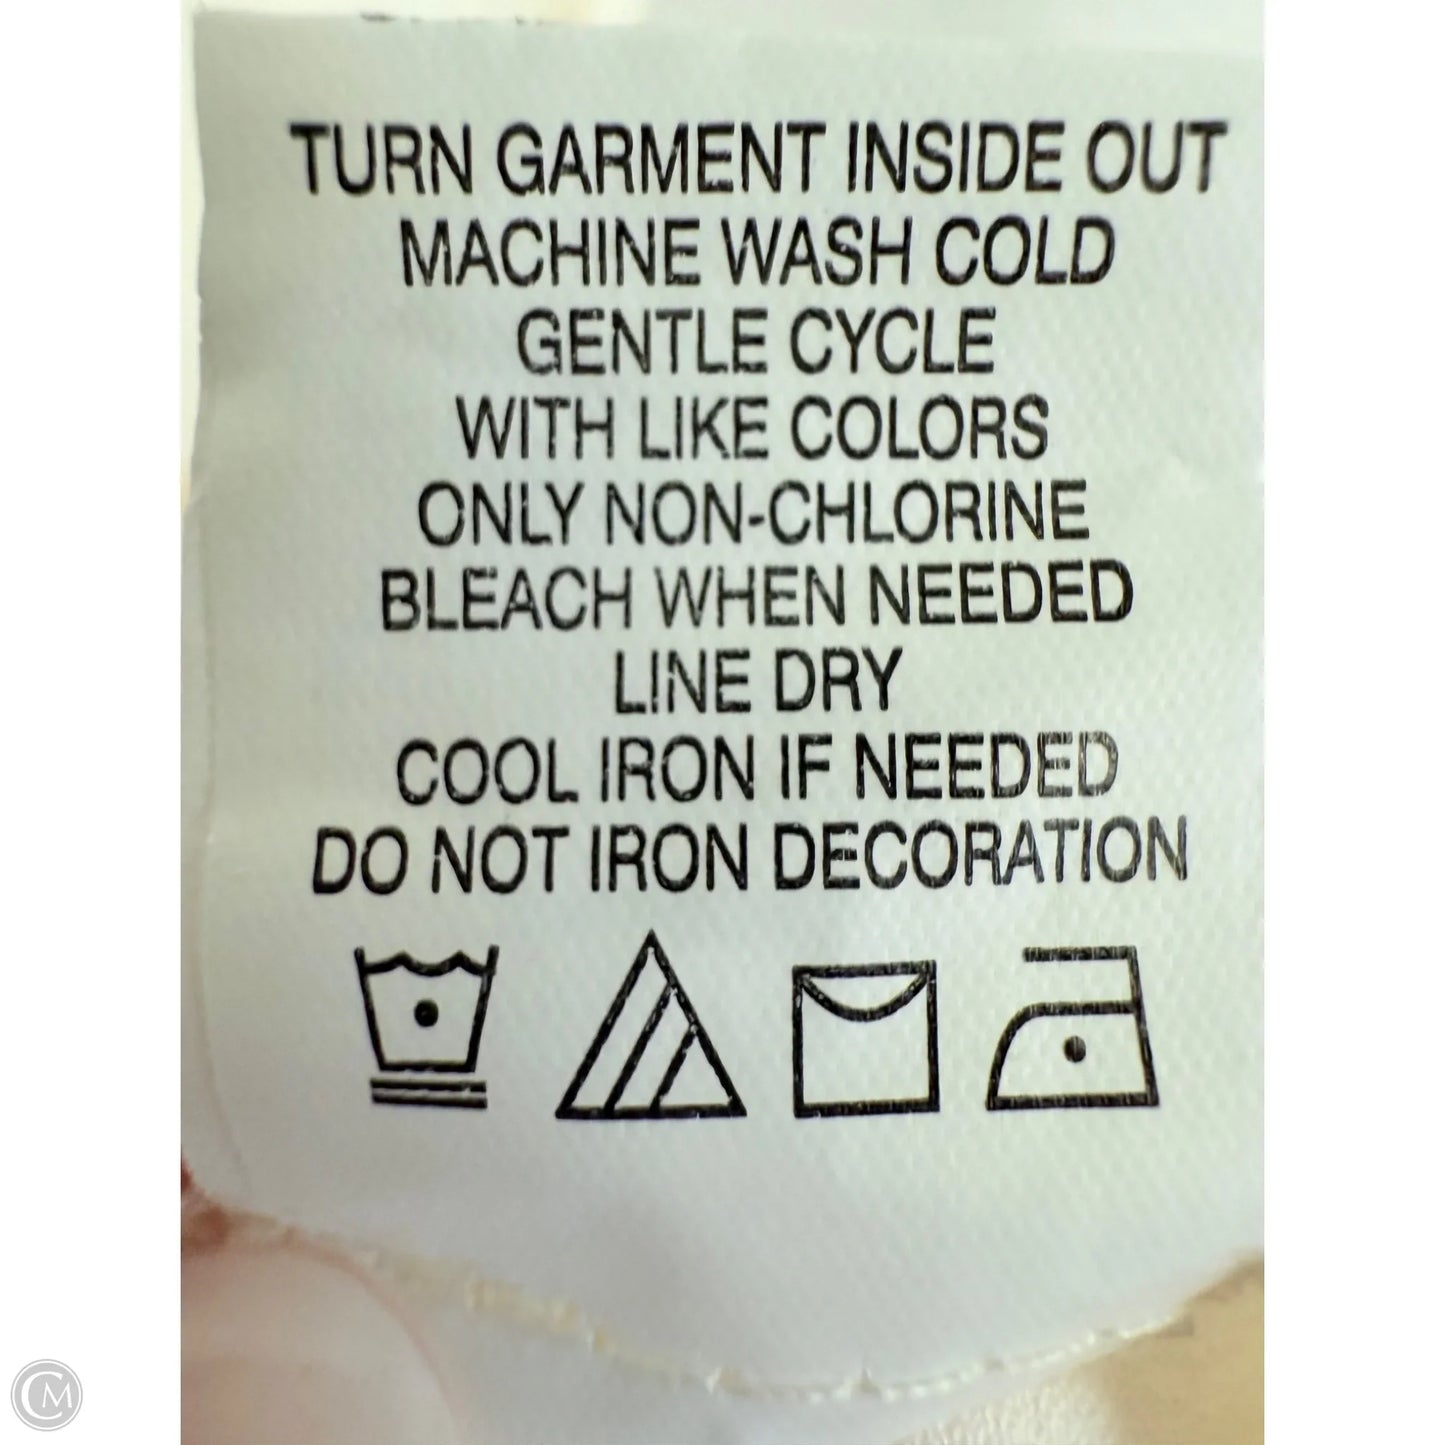 TURN GARMENT INSIDE OUT
MACHINE WASH COLD
GENTLE CYCLE
WITH LIKE COLORS
ONLY NON-CHLORINE
BLEACH WHEN NEEDED
LINE DRY
COOL IRON IF NEEDED
DO NOT IRON DECORATION
CM